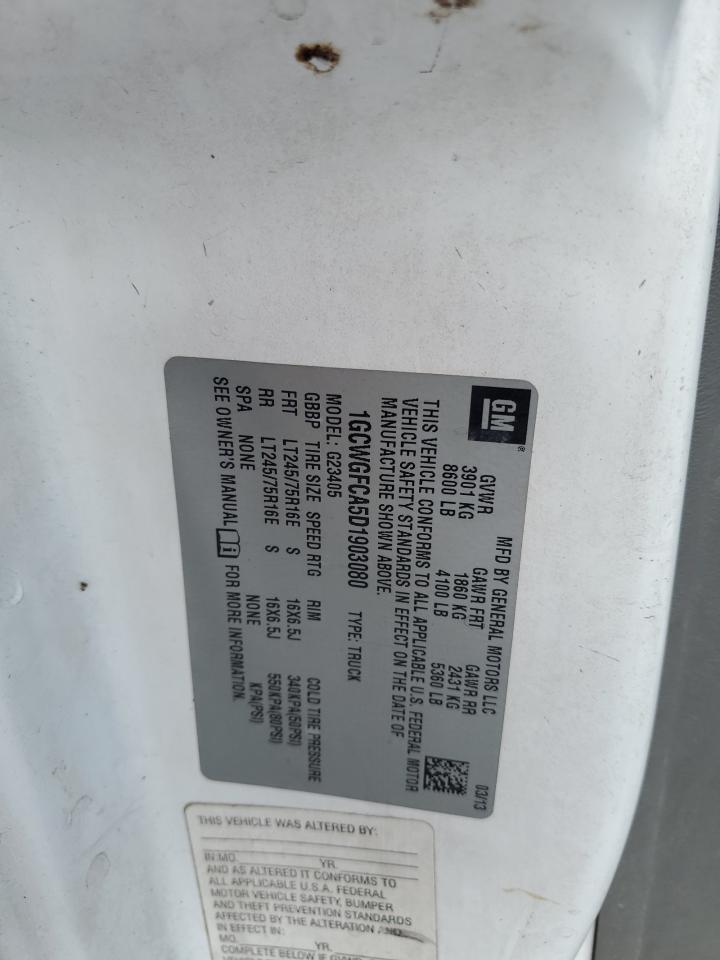 GM®
MFD BY GENERAL MOTORS LLC 03/13
GVWR GAWR FRT GAWR RR
3901 KG 1860 KG 2431 KG
8600 LB 4100 LB 5360 LB
THIS VEHICLE CONFORMS TO ALL APPLICABLE U.S. FEDERAL MOTOR
VEHICLE SAFETY STANDARDS IN EFFECT ON THE DATE OF
MANUFACTURE SHOWN ABOVE.
1GCWGFCA5D1903080 TYPE: TRUCK
MODEL: G23405
GBBP TIRE SIZE SPEED RTG RIM COLD TIRE PRESSURE
FRT LT245/75R16E S 16X6.5J 340KPA(50PSI)
RR LT245/75R16E S 16X6.5J 550KPA(80PSI)
SPA NONE NONE KPA(PSI)
SEE OWNER'S MANUAL i FOR MORE INFORMATION.
THIS VEHICLE WAS ALTERED BY:
IN:MO. YR.
AND AS ALTERED IT CONFORMS TO
ALL APPLICABLE U.S.A. FEDERAL
MOTOR VEHICLE SAFETY, BUMPER
AND THEFT PREVENTION STANDARDS
AFFECTED BY THE ALTERATION AND
IN EFFECT IN:
MO. YR.
COMPLETE BELOW IF GVWR